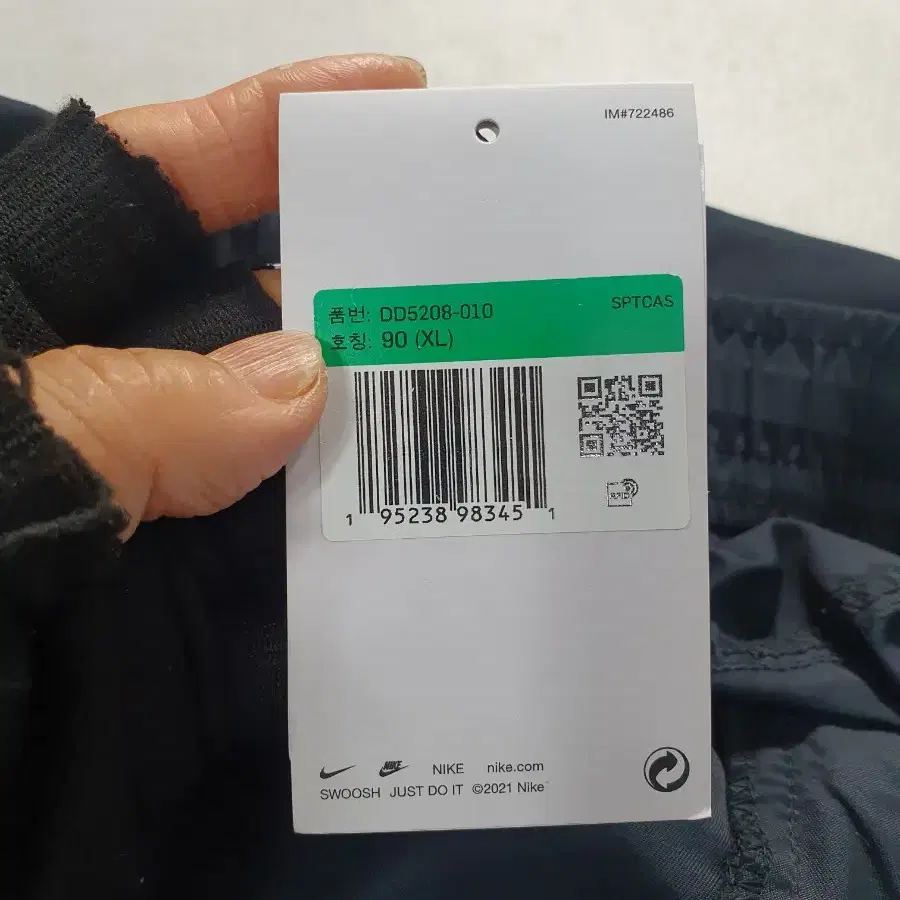 IM#722486
품번: DD5208-010
SPTCAS
호칭: 90 (XL)
1 95238 98345 1
NIKE NIKE nike.com
SWOOSH JUST DO IT ©2021 Nike